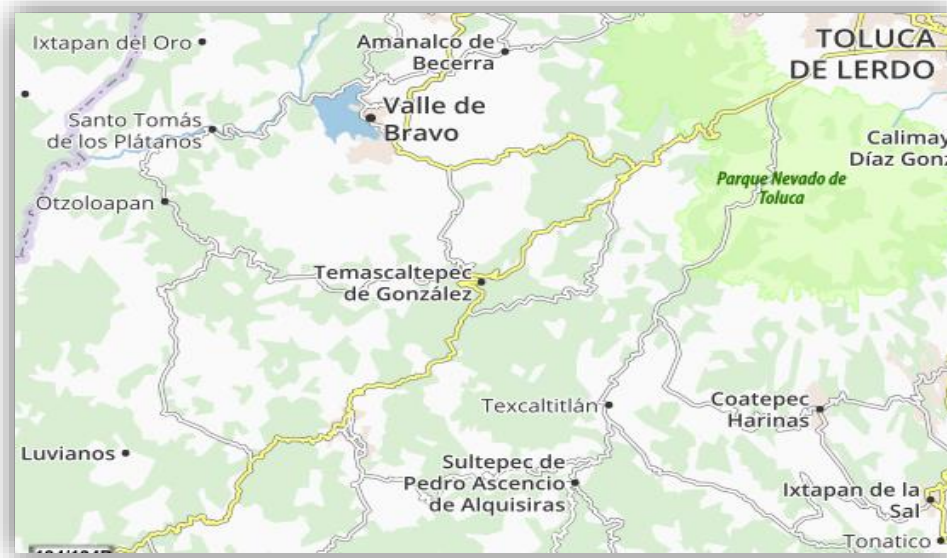 Ixtapan del Oro
Amanalco de
Becerra
TOLUCA
DE LERDO
Valle de
Bravo
Santo Tomás
de los Plátanos
Calimay
Díaz Gonz
Parque Nevado de
Toluca
Otzoloapan
Temascaltepec
de González
Texcaltitlán
Coatepec
Harinas
Luvianos
Sultepec de
Pedro Ascencio
de Alquisiras
Ixtapan de la
Sal
Tonatico